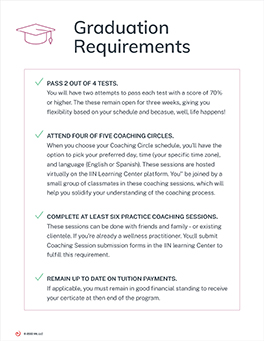 Graduation
Requirements
PASS 2 OUT OF 4 TESTS.
You will have two attempts to pass each test with a score of 70%
or higher. The these remain open for three weeks, giving you
flexibility based on your schedule and becasue, well, life happens!
ATTEND FOUR OF FIVE COACHING CIRCLES.
When you choose your Coaching Circle schedule, you'll have the
option to pick your preferred day, time (your specific time zone),
and language (English or Spanish). These sessions are hosted
virtually on the IIN Learning Center platform. You" be joined by a
small group of classmates in these coaching sessions, which will
help you solidify your understanding of the coaching process.
COMPLETE AT LEAST SIX PRACTICE COACHING SESSIONS.
These sessions can be done with friends and family - or existing
clientele. If you're already a wellness practitioner. Youll submit
Coaching Session submission forms in the IIN learning Center to
fulfill this requirement.
REMAIN UP TO DATE ON TUITION PAYMENTS.
If applicable, you must remain in good financial standing to receive
your certicate at then end of the program.